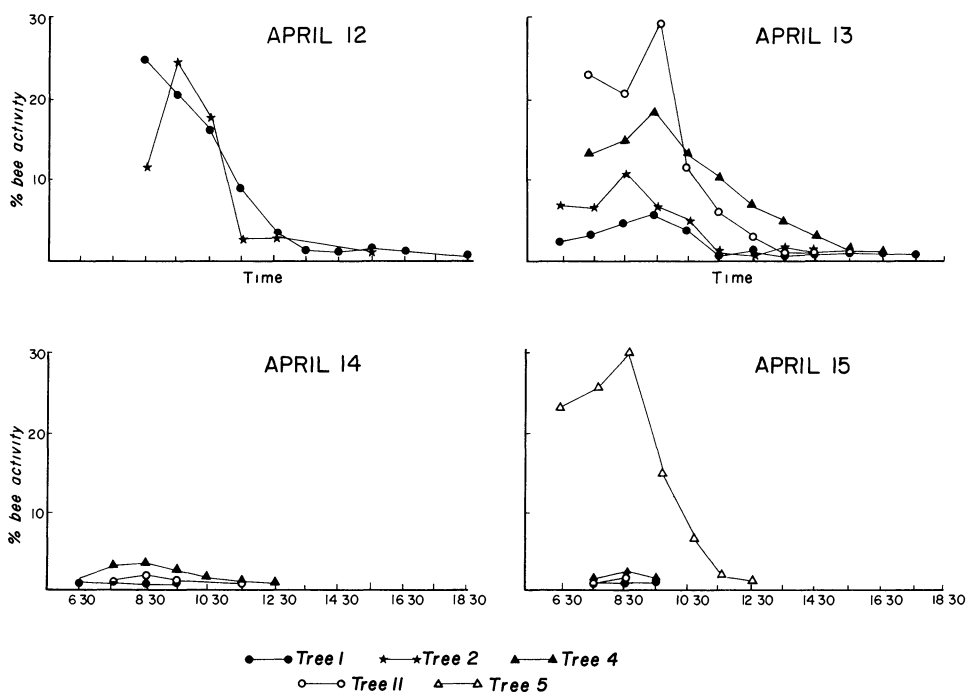 30
20
10
% bee activity
APRIL 12
Time
APRIL 13
Time
30
20
10
% bee activity
APRIL 14
6 30 8 30 10 30 12 30 14 30 16 30 18 30
APRIL 15
6 30 8 30 10 30 12 30 14 30 16 30 18 30
Tree 1 Tree 2 Tree 4
Tree 11 Tree 5